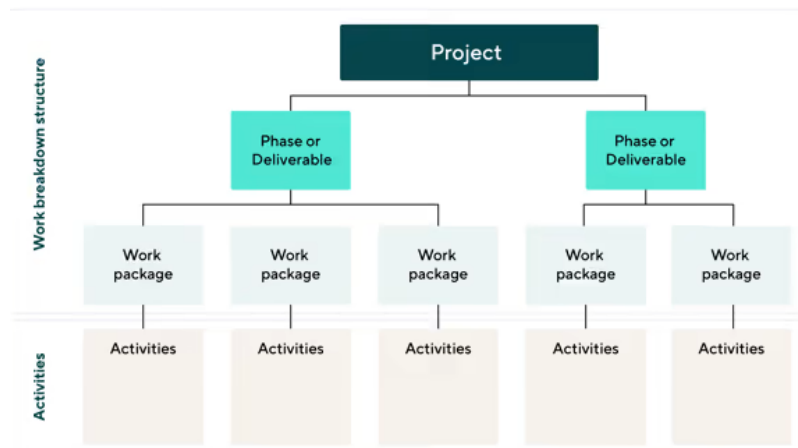 Work breakdown structure
Project
Phase or
Deliverable
Phase or
Deliverable
Work
package
Work
package
Work
package
Work
package
Work
package
Activities
Activities
Activities
Activities
Activities
Activities